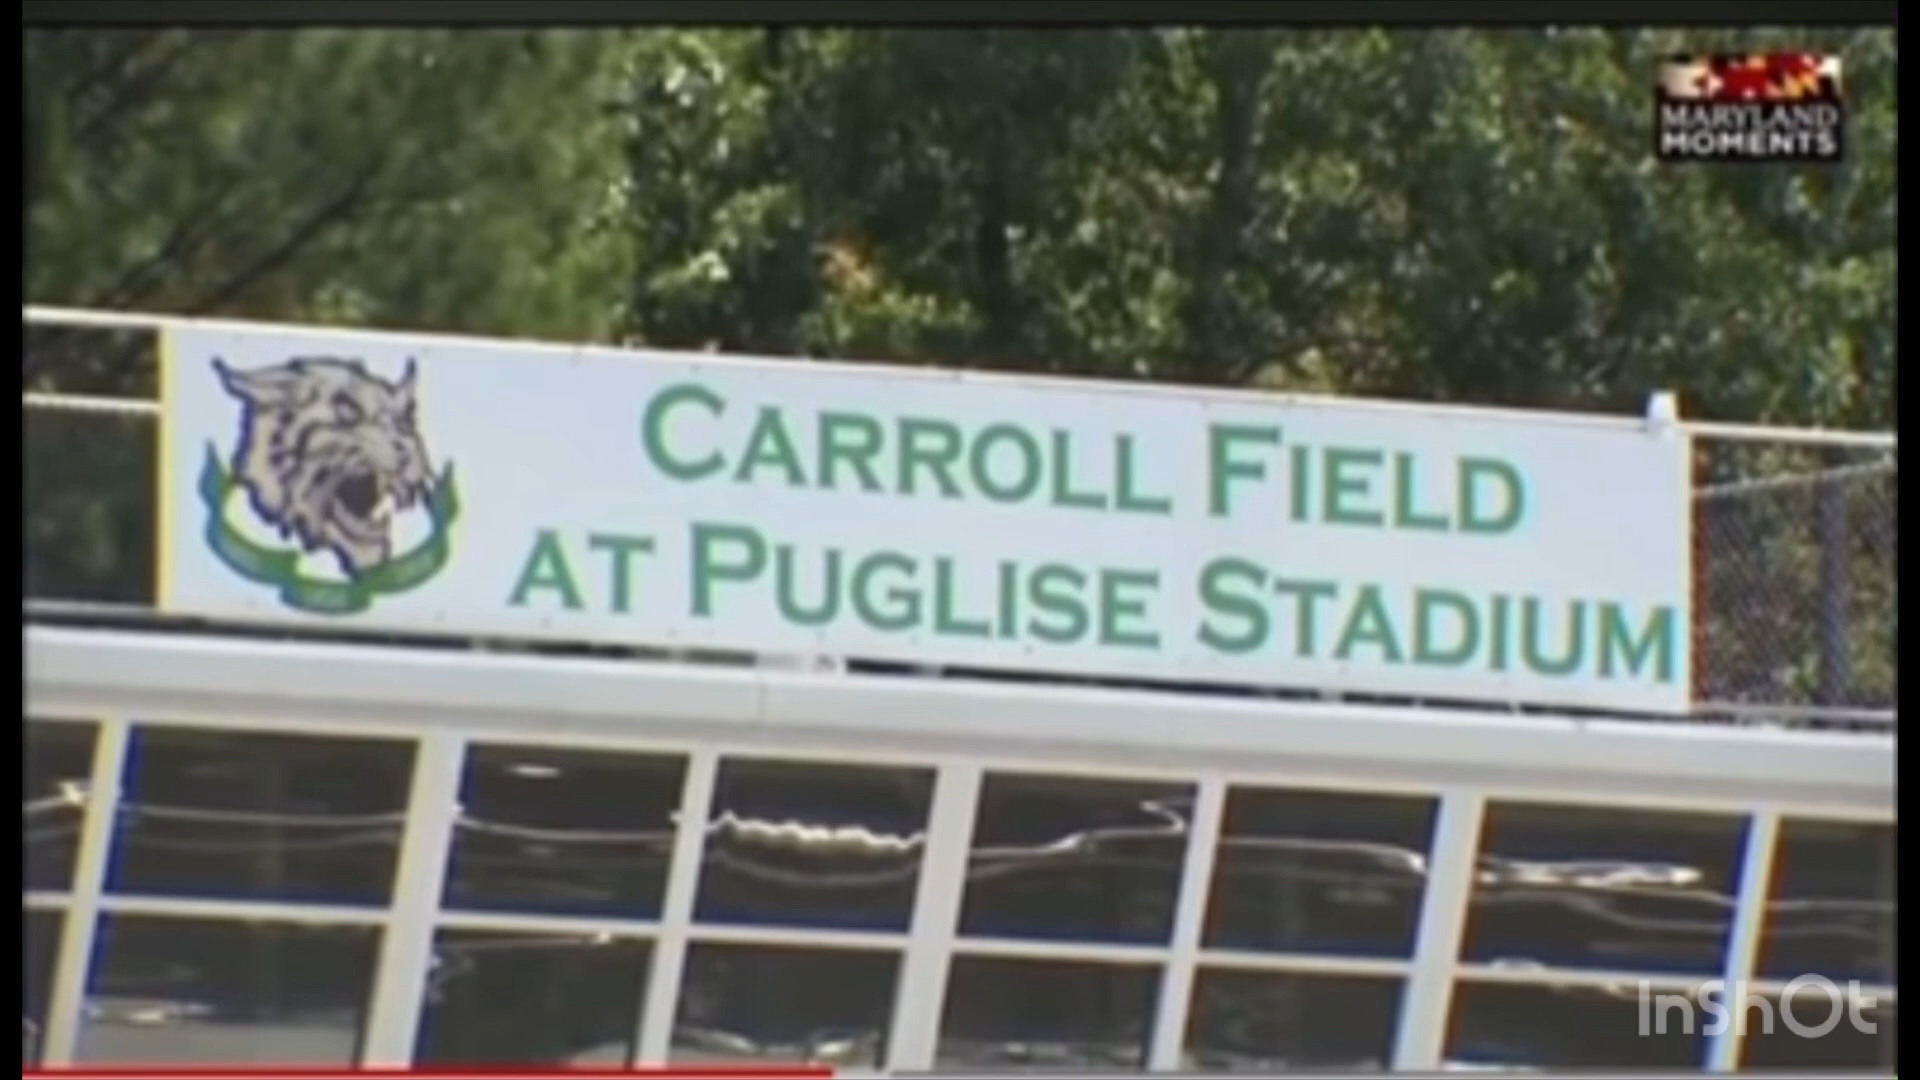 MARYLAND
MOMENTS
CARROLL FIELD
AT PUGLISE STADIUM
InShOt